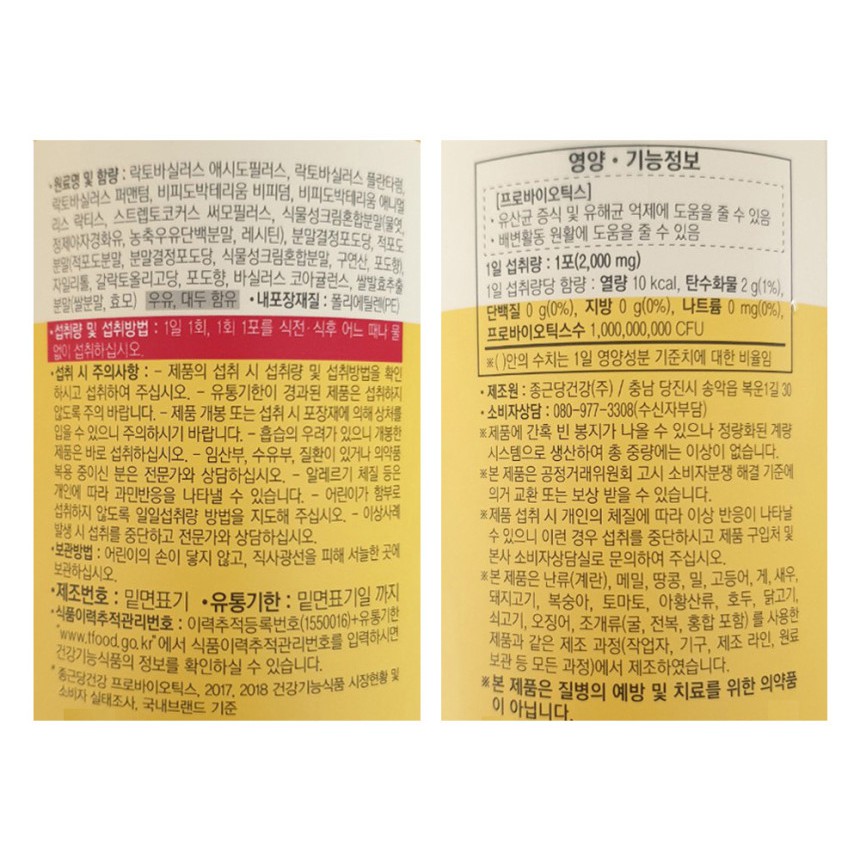 • 원료명 및 함량 : 락토바실러스 애시도필러스, 락토바실러스 플란타럼,
락토바실러스 퍼맨텀, 비피도박테리움 비피덤, 비피도박테리움 애니멀
리스 락티스, 스트렙토코커스 써모필러스, 식물성크림혼합분말(물엿,
정제야자경화유, 농축우유단백분말, 레시틴), 분말결정포도당, 적포도
분말(적포도분말, 분말결정포도당, 식물성크림혼합분말, 구연산, 포도향),
자일리톨, 갈락토올리고당, 포도향, 바실러스 코아귤런스, 쌀발효추출
분말(쌀분말, 효모) 우유, 대두 함유 • 내포장재질 : 폴리에틸렌(PE)
• 섭취량 및 섭취방법 : 1일 1회, 1회 1포를 식전·식후 어느 때나 물
없이 섭취하십시오.
• 섭취 시 주의사항 : - 제품의 섭취 시 섭취량 및 섭취방법을 확인
하시고 섭취하여 주십시오. - 유통기한이 경과된 제품은 섭취하지
않도록 주의 바랍니다. - 제품 개봉 또는 섭취 시 포장재에 의해 상처를
입을 수 있으니 주의하시기 바랍니다. - 흡습의 우려가 있으니 개봉한
제품은 바로 섭취하십시오. - 임산부, 수유부, 질환이 있거나 의약품
복용 중이신 분은 전문가와 상담하십시오. - 알레르기 체질 등은
개인에 따라 과민반응을 나타낼 수 있습니다. - 어린이가 함부로
섭취하지 않도록 일일섭취량 방법을 지도해 주십시오. - 이상사례
발생 시 섭취를 중단하고 전문가와 상담하십시오.
• 보관방법 : 어린이의 손이 닿지 않고, 직사광선을 피해 서늘한 곳에
보관하십시오.
• 제조번호 : 밑면표기 • 유통기한 : 밑면표기일 까지
• 식품이력추적관리번호 : 이력추적등록번호(1550016)+유통기한
"www.tfood.go.kr"에서 식품이력추적관리번호를 입력하시면
건강기능식품의 정보를 확인하실 수 있습니다.
* 종근당건강 프로바이오틱스, 2017, 2018 건강기능식품 시장현황 및
소비자 실태조사, 국내브랜드 기준
영양 · 기능정보
[프로바이오틱스]
• 유산균 증식 및 유해균 억제에 도움을 줄 수 있음
• 배변활동 원활에 도움을 줄 수 있음
1일 섭취량 : 1포(2,000 mg)
1일 섭취량당 함량 : 열량 10 kcal, 탄수화물 2 g(1%),
단백질 0 g(0%), 지방 0 g(0%), 나트륨 0 mg(0%),
프로바이오틱스수 1,000,000,000 CFU
※( )안의 수치는 1일 영양성분 기준치에 대한 비율임
• 제조원 : 종근당건강(주) / 충남 당진시 송악읍 복운1길 30
• 소비자상담 : 080-977-3308(수신자부담)
※제품에 간혹 빈 봉지가 나올 수 있으나 정량화된 계량
시스템으로 생산하여 총 중량에는 이상이 없습니다.
※본 제품은 공정거래위원회 고시 소비자분쟁 해결 기준에
의거 교환 또는 보상 받을 수 있습니다.
※제품 섭취 시 개인의 체질에 따라 이상 반응이 나타날
수 있으니 이런 경우 섭취를 중단하시고 제품 구입처 및
본사 소비자상담실로 문의하여 주십시오.
※본 제품은 난류(계란), 메밀, 땅콩, 밀, 고등어, 게, 새우,
돼지고기, 복숭아, 토마토, 아황산류, 호두, 닭고기,
쇠고기, 오징어, 조개류(굴, 전복, 홍합 포함) 를 사용한
제품과 같은 제조 과정(작업자, 기구, 제조 라인, 원료
보관 등 모든 과정)에서 제조하였습니다.
※본 제품은 질병의 예방 및 치료를 위한 의약품
이 아닙니다.